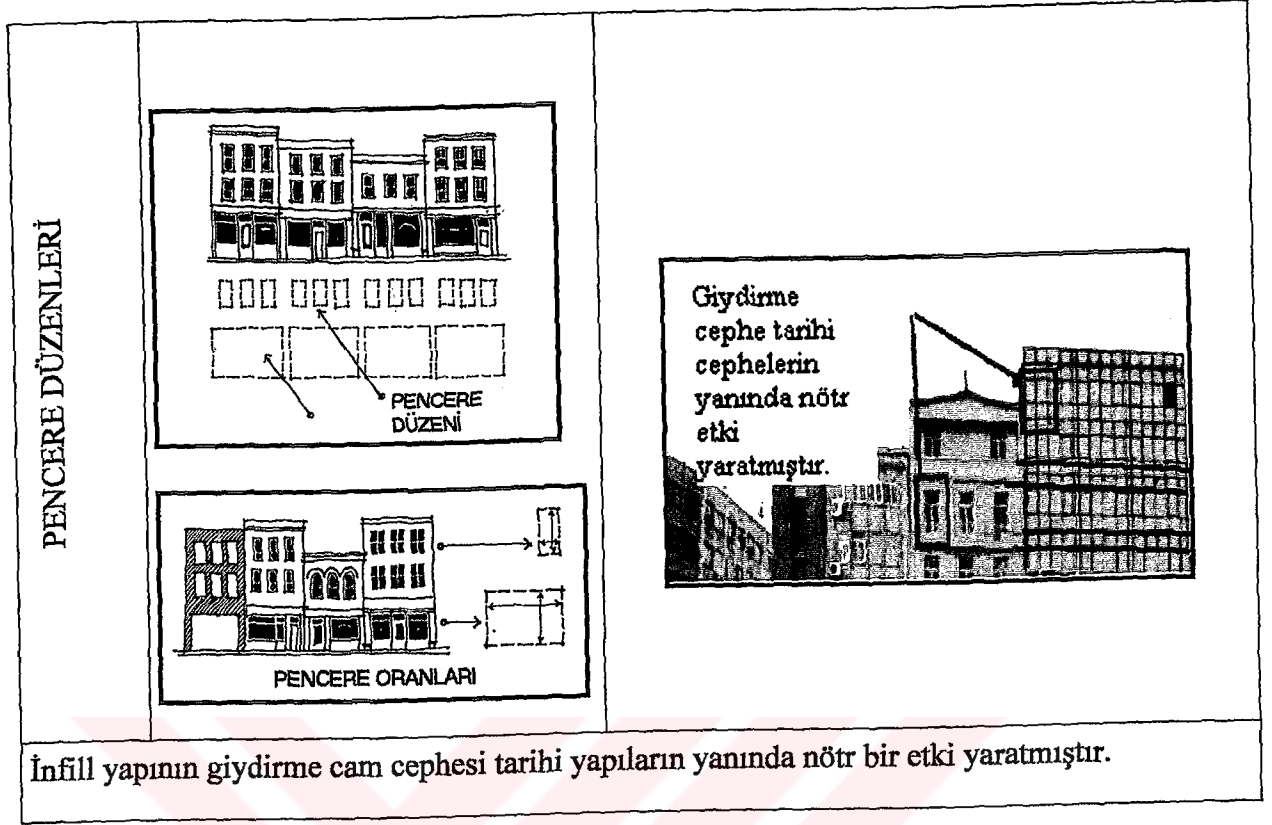 PENCERE DÜZENLERİ
PENCERE
DÜZENİ
PENCERE ORANLARI
Giydirme
cephe tarihi
cephelerin
yanında nötr
etki
yaratmıştır.
İnfill yapının giydirme cam cephesi tarihi yapıların yanında nötr bir etki yaratmıştır.